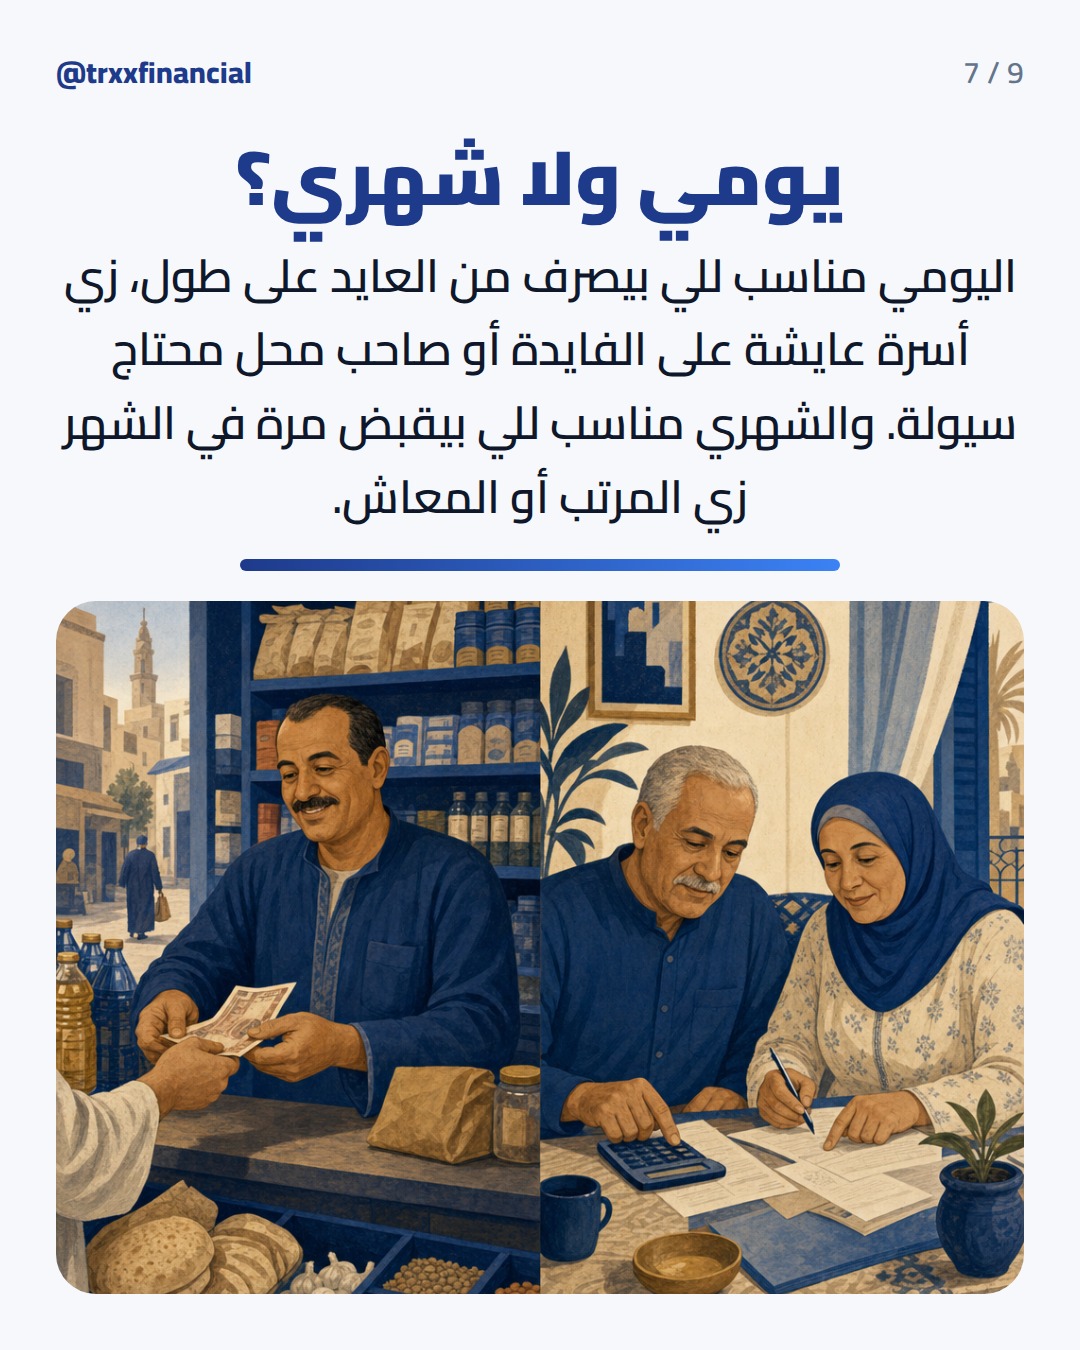 @trxxfinancial
7 / 9
يومي ولا شهري؟
اليومي مناسب للي بيصرف من العايد على طول، زي
أسرة عايشة على الفايدة أو صاحب محل محتاج
سيولة. والشهري مناسب للي بيقبض مرة في الشهر
زي المرتب أو المعاش.